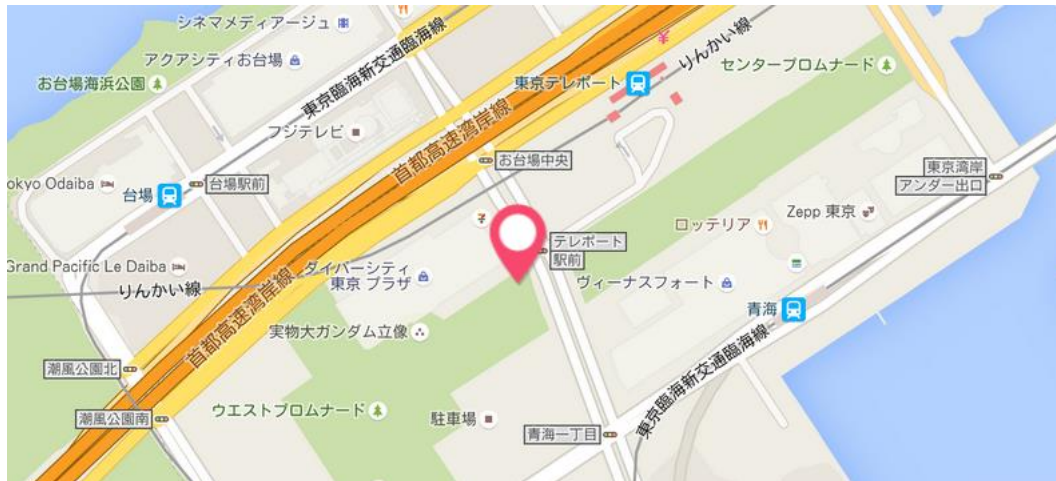 シネマメディアージュ
アクアシティお台場
お台場海浜公園
東京臨海新交通臨海線
フジテレビ
首都高速湾岸線
東京テレポート
りんかい線
センタープロムナード
お台場中央
東京湾岸
アンダー出口
okyo Odaiba
台場
台場駅前
ロッテリア
Zepp 東京
テレポート
駅前
Grand Pacific Le Daiba
りんかい線
ダイバーシティ
東京 プラザ
ヴィーナスフォート
青海
首都高速湾岸線
実物大ガンダム立像
東京臨海新交通臨海線
潮風公園北
潮風公園南
ウエストプロムナード
駐車場
青海一丁目